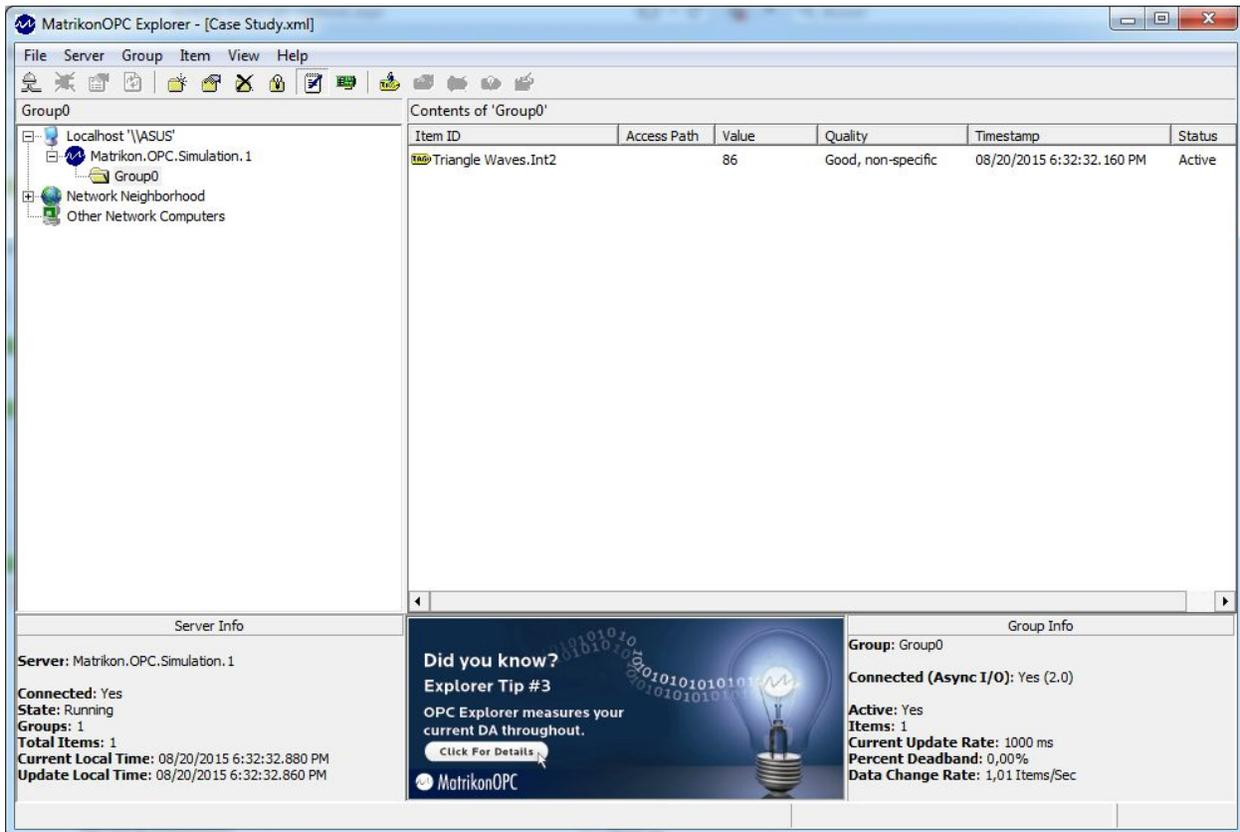 MatrikonOPC Explorer - [Case Study.xml]
File Server Group Item View Help
Group0
Contents of 'Group0'
Localhost '\\ASUS'
Matrikon.OPC.Simulation.1
Group0
Network Neighborhood
Other Network Computers
Item ID Access Path Value Quality Timestamp Status
TAG Triangle Waves.Int2 86 Good, non-specific 08/20/2015 6:32:32.160 PM Active
Server Info
Server: Matrikon.OPC.Simulation.1
Connected: Yes
State: Running
Groups: 1
Total Items: 1
Current Local Time: 08/20/2015 6:32:32.880 PM
Update Local Time: 08/20/2015 6:32:32.860 PM
Did you know?
Explorer Tip #3
OPC Explorer measures your
current DA throughout.
Click For Details
MatrikonOPC
Group Info
Group: Group0
Connected (Async I/O): Yes (2.0)
Active: Yes
Items: 1
Current Update Rate: 1000 ms
Percent Deadband: 0,00%
Data Change Rate: 1,01 Items/Sec